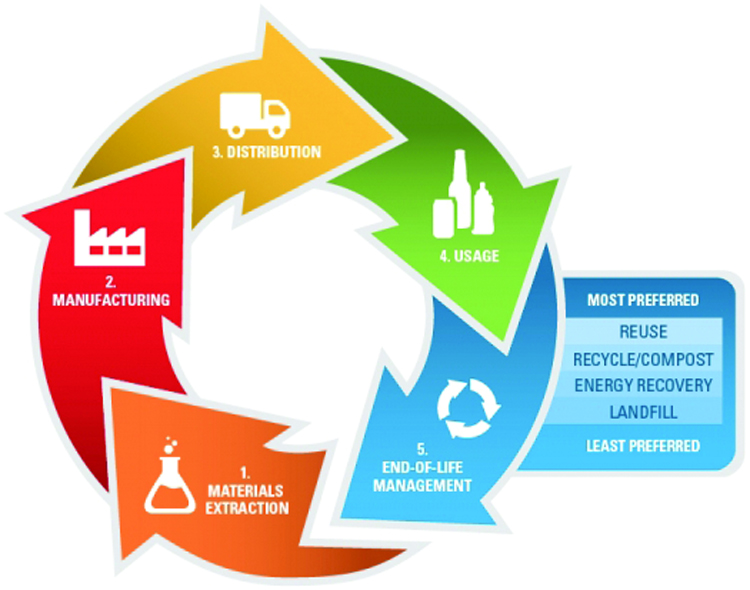 3. DISTRIBUTION
4. USAGE
2.
MANUFACTURING
MOST PREFERRED
REUSE
RECYCLE/COMPOST
ENERGY RECOVERY
LANDFILL
LEAST PREFERRED
5.
END-OF-LIFE
MANAGEMENT
1.
MATERIALS
EXTRACTION